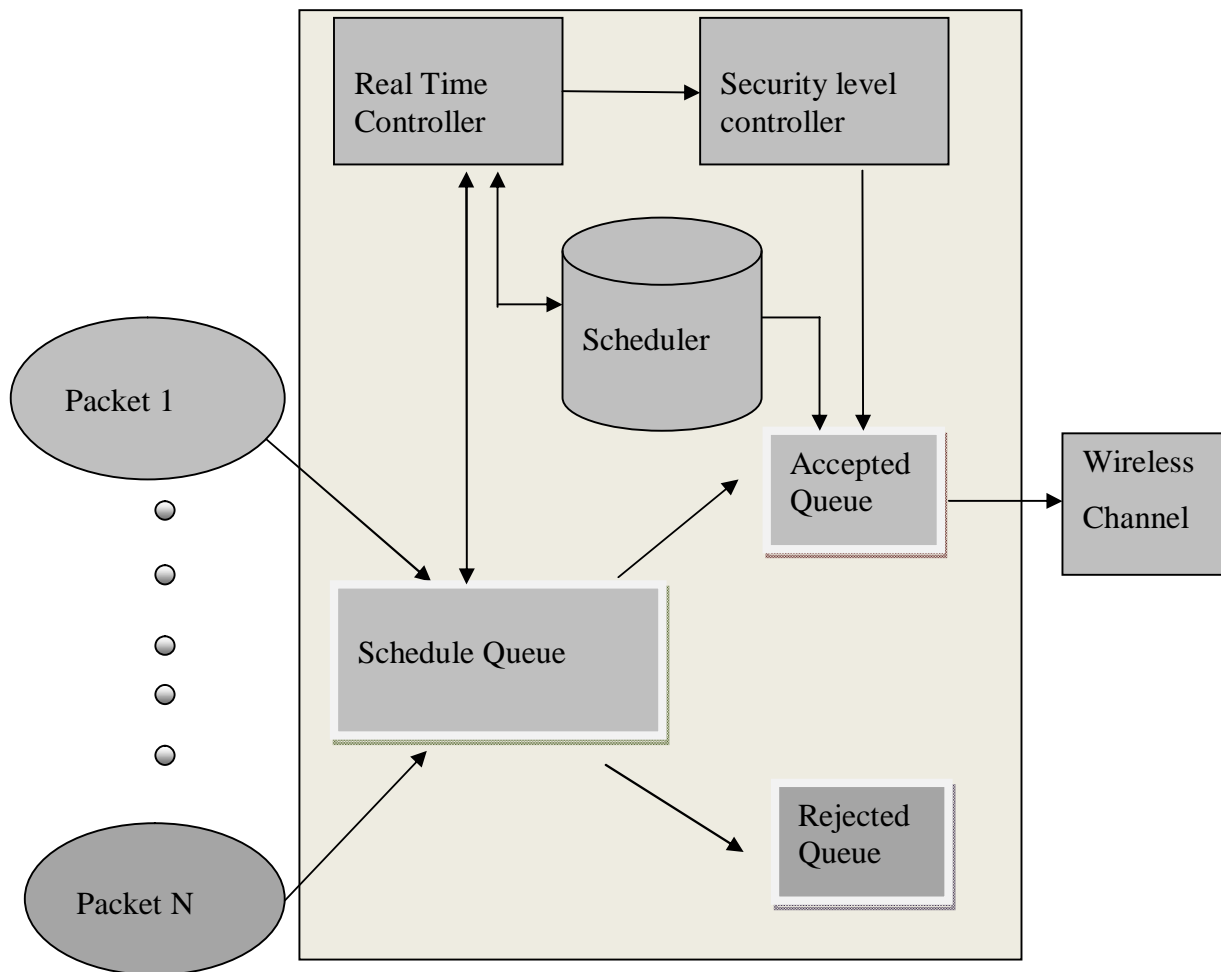 Real Time
Controller
Security level
controller
Scheduler
Packet 1
Accepted
Queue
Wireless
Channel
Schedule Queue
Rejected
Queue
Packet N